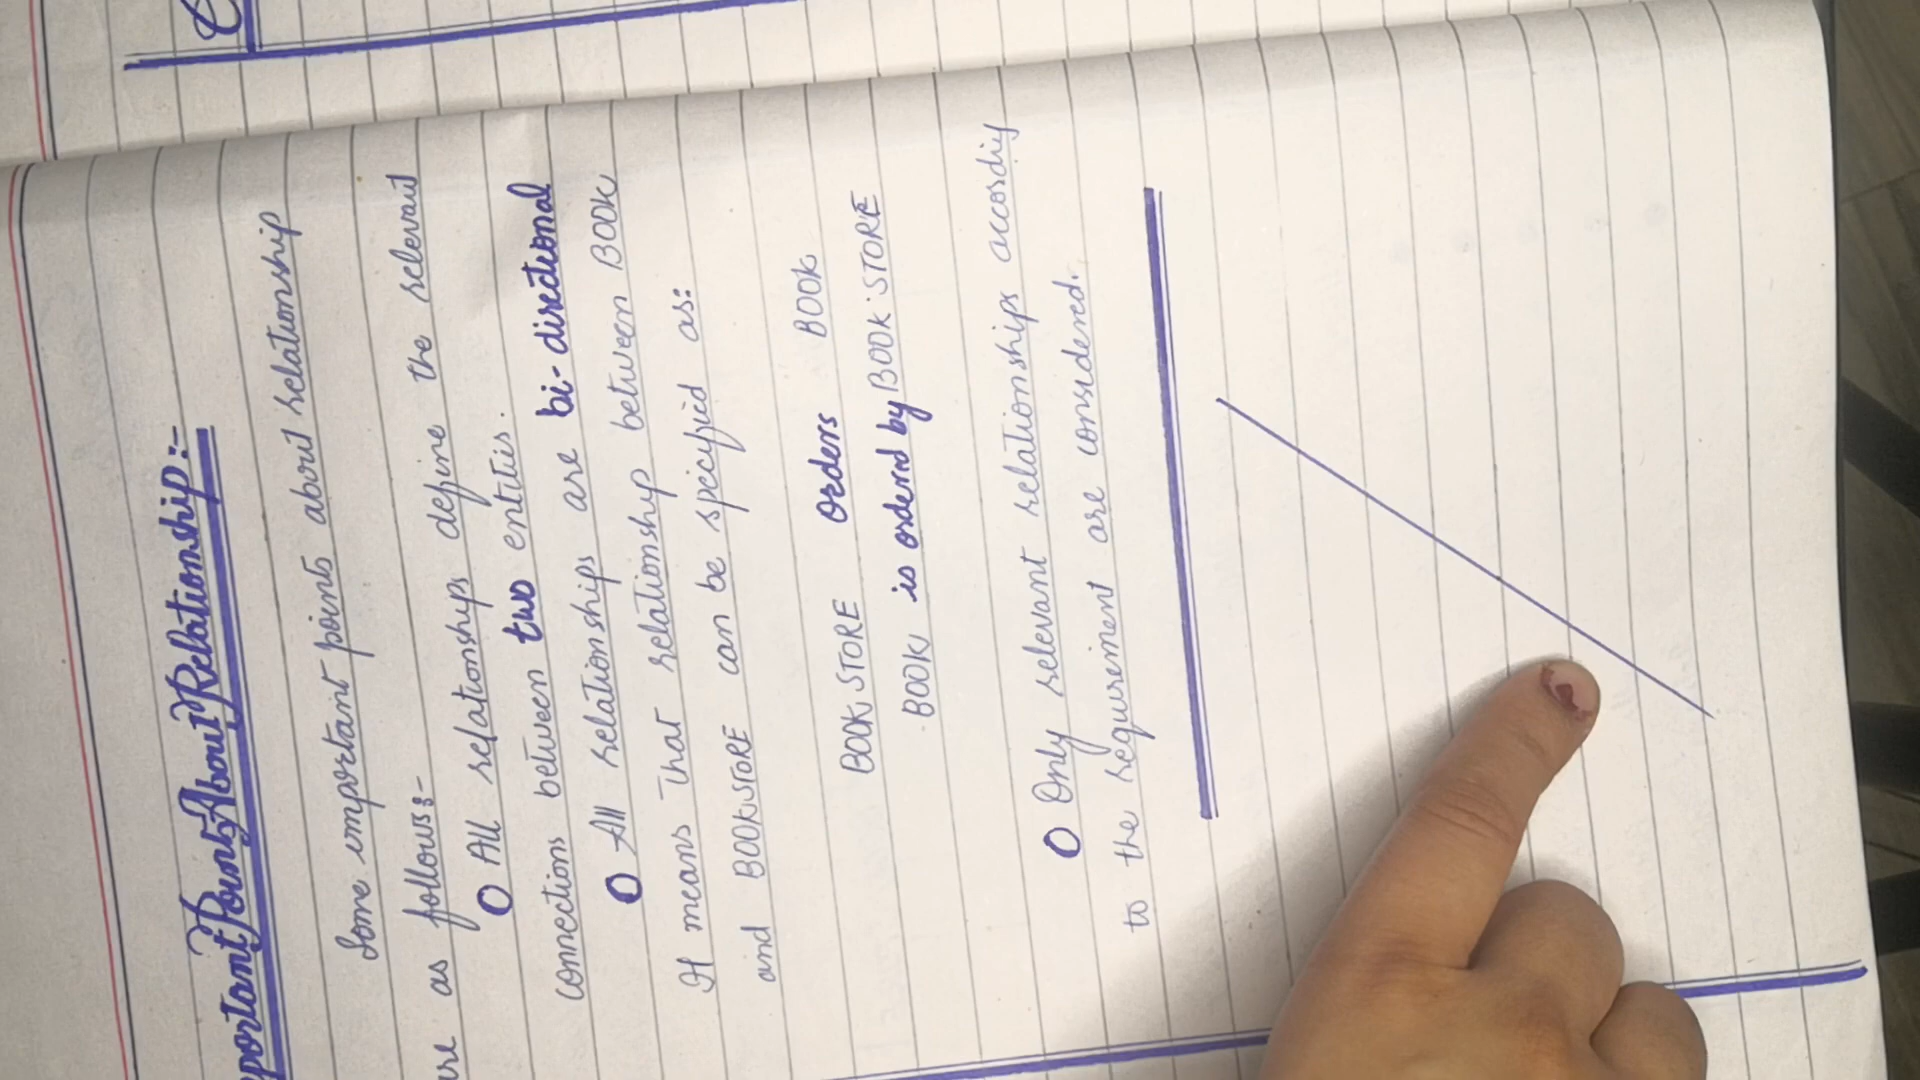 portant Points About Relationship:-
Some important points about relationship
are as follows:-
O All relationships define the relevant
connections between two entities.
O All relationships are bi-directional
It means that relationship between BOOK
and BOOKSTORE can be specified as:
BOOK STORE orders BOOK
BOOK is ordered by BOOK STORE
O Only relevant relationships according
to the requirement are considered.